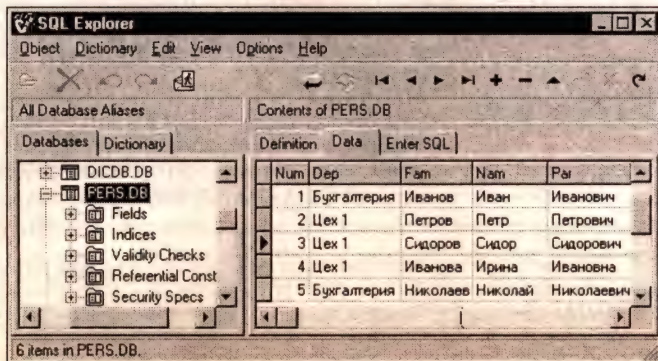 SQL Explorer
Object Dictionary Edit View Options Help
All Database Aliases
Contents of PERS.DB
Databases Dictionary
Definition Data Enter SQL
DICDB.DB
PERS.DB
Fields
Indices
Validity Checks
Referential Const
Security Specs
Num Dep Fam Nam Par
1 Бухгалтерия Иванов Иван Иванович
2 Цех 1 Петров Петр Петрович
3 Цех 1 Сидоров Сидор Сидорович
4 Цех 1 Иванова Ирина Ивановна
5 Бухгалтерия Николаев Николай Николаевич
6 items in PERS.DB.